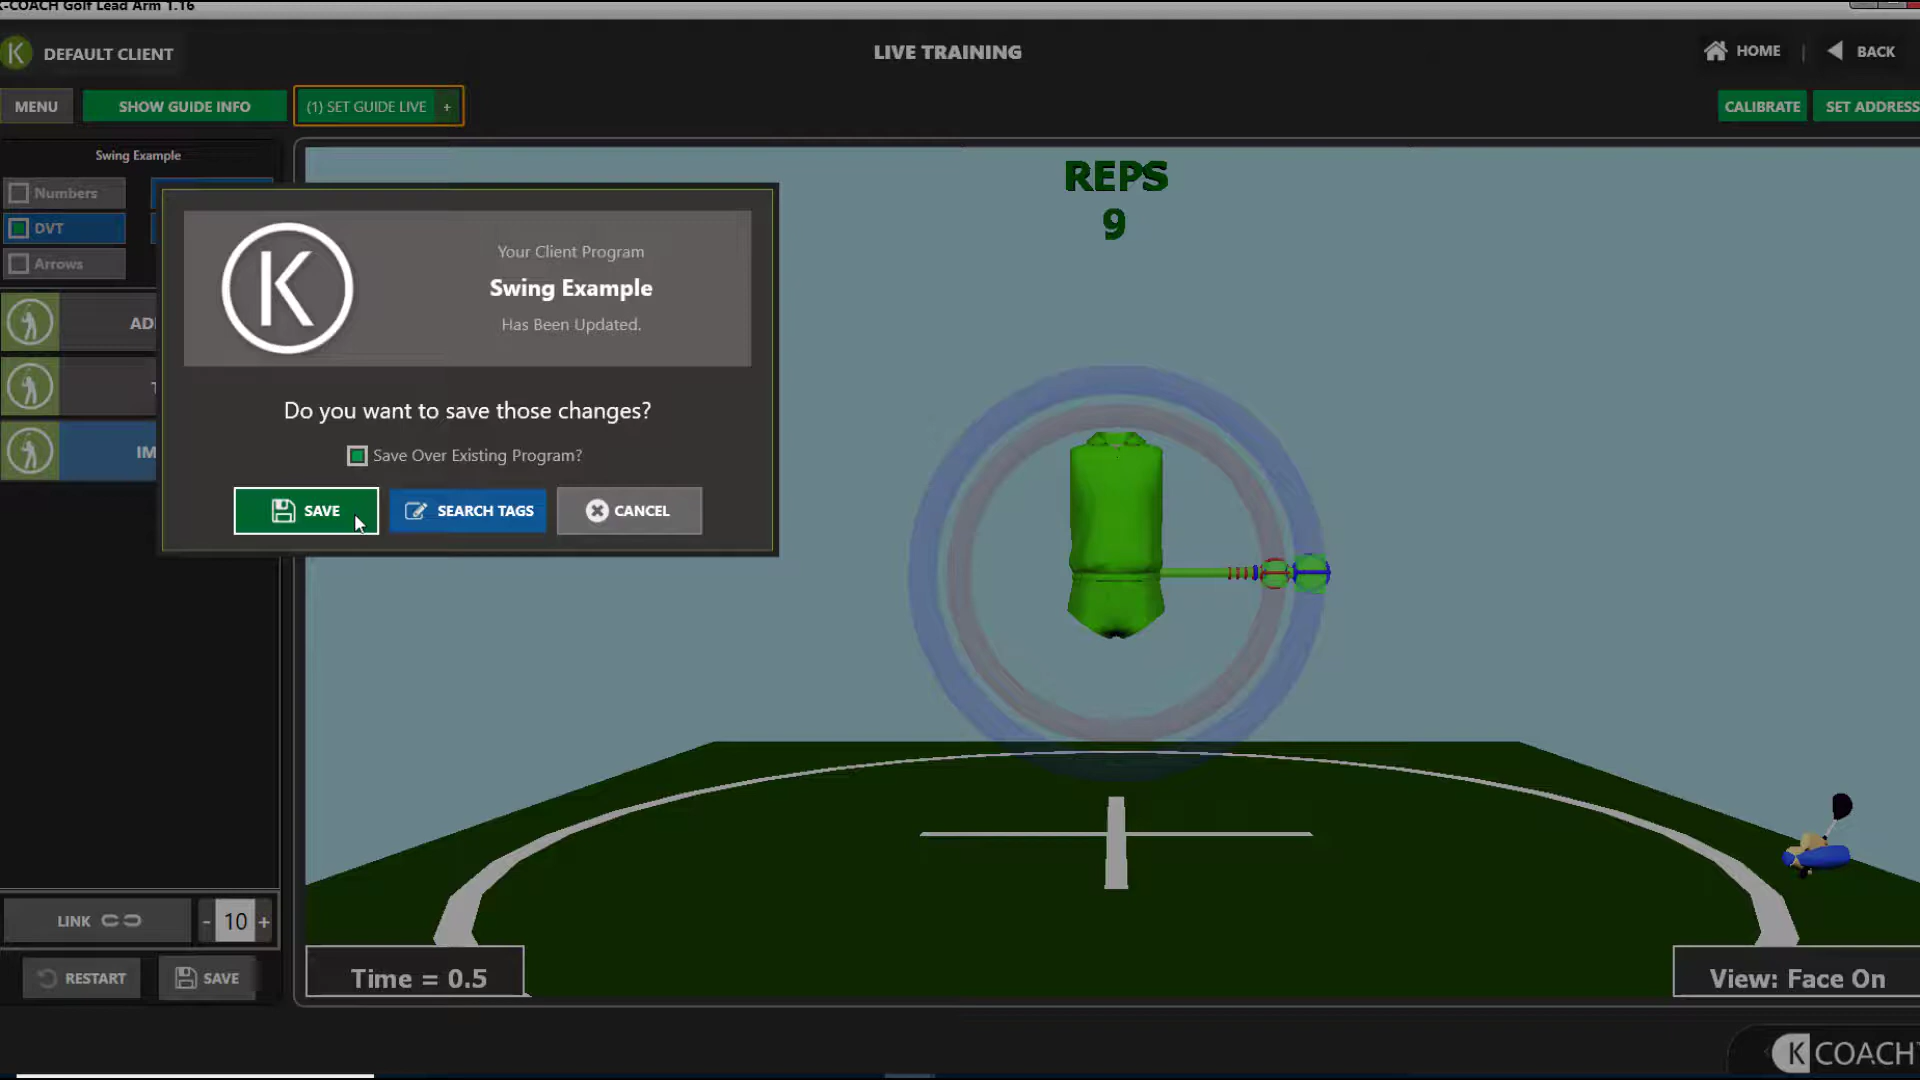 K-COACH Golf Lead Arm 1.16
K DEFAULT CLIENT
LIVE TRAINING
HOME | BACK
MENU
SHOW GUIDE INFO
(1) SET GUIDE LIVE +
CALIBRATE
SET ADDRESS
Swing Example
Numbers
DVT
Arrows
REPS
9
K
Your Client Program
Swing Example
Has Been Updated.
Do you want to save those changes?
Save Over Existing Program?
SAVE
SEARCH TAGS
CANCEL
AD
T
IM
LINK
- 10 +
RESTART
SAVE
Time = 0.5
View: Face On
K COACH